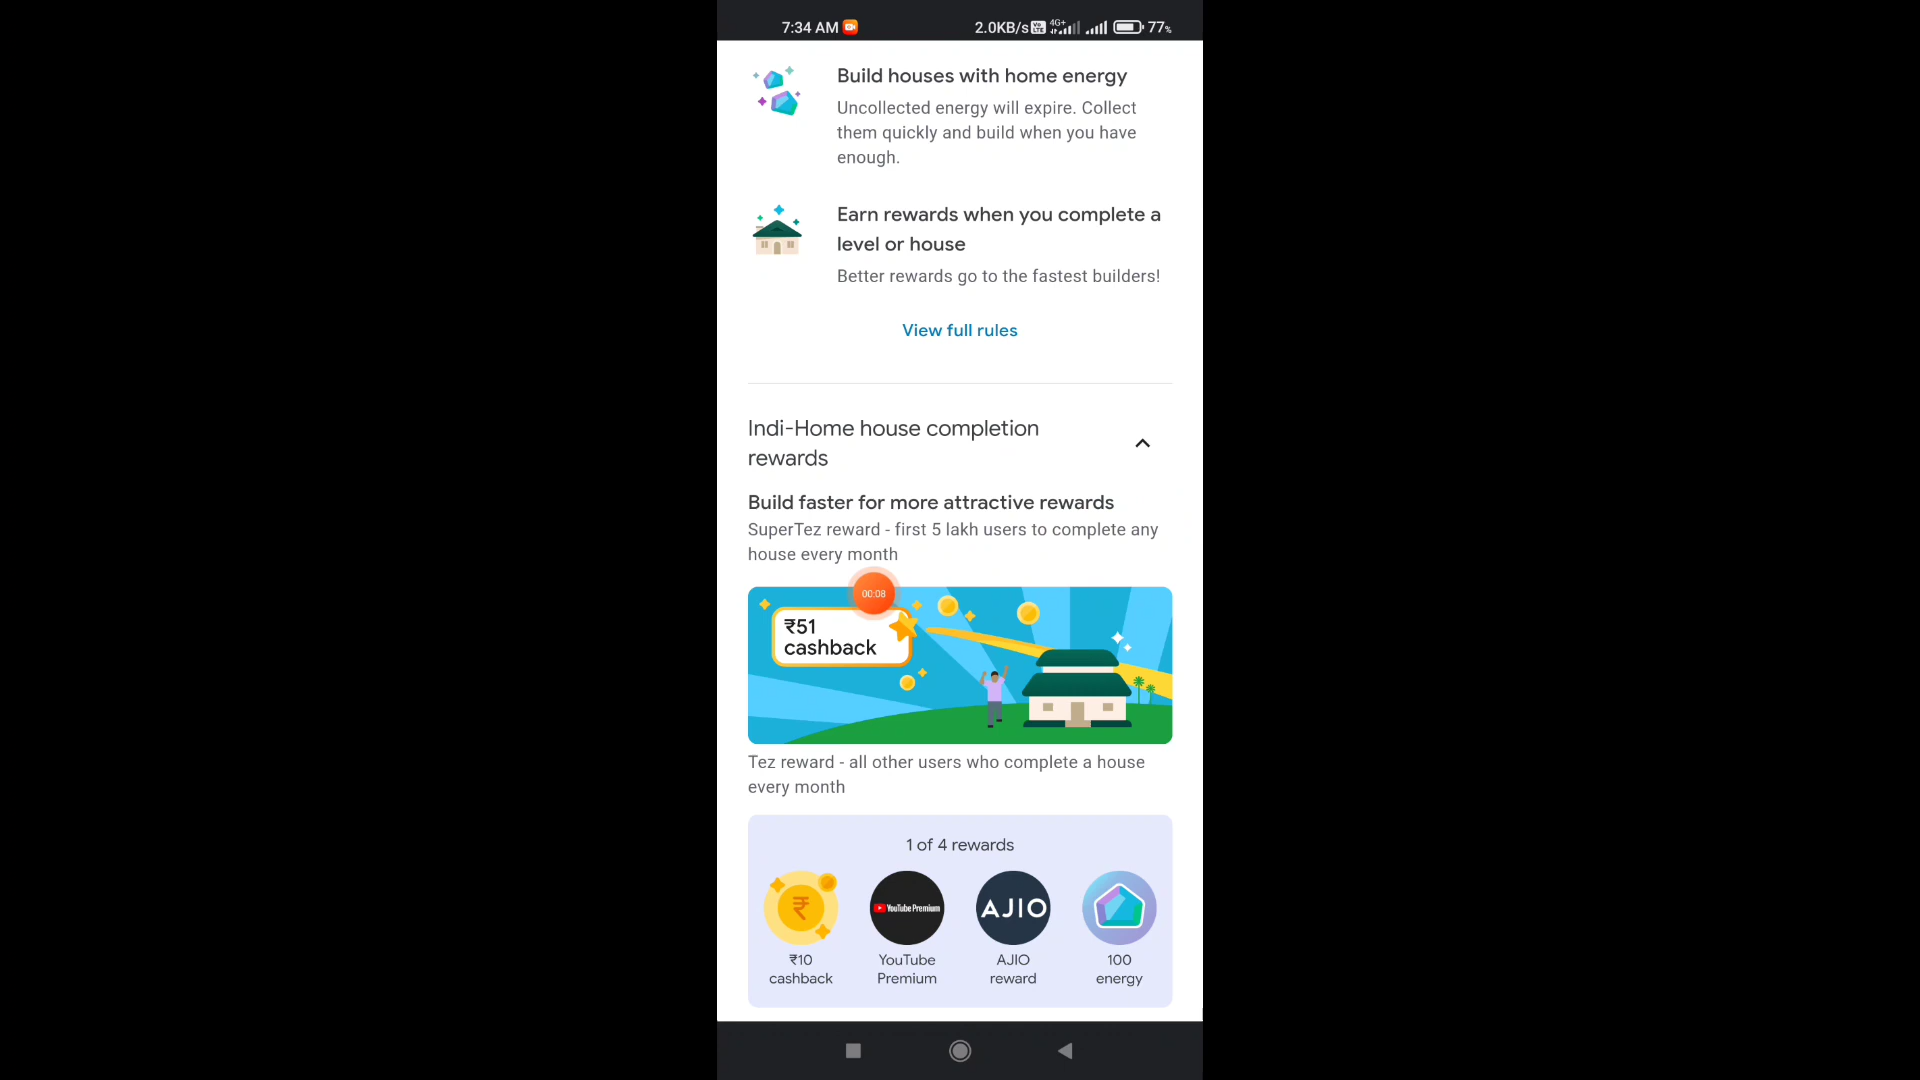 7:34 AM 2.0KB/s Vo LTE 4G+ 77%
Build houses with home energy
Uncollected energy will expire. Collect
them quickly and build when you have
enough.
Earn rewards when you complete a
level or house
Better rewards go to the fastest builders!
View full rules
Indi-Home house completion
rewards
Build faster for more attractive rewards
SuperTez reward - first 5 lakh users to complete any
house every month
00:08
₹51
cashback
Tez reward - all other users who complete a house
every month
1 of 4 rewards
₹ YouTube Premium AJIO
₹10 YouTube AJIO 100
cashback Premium reward energy